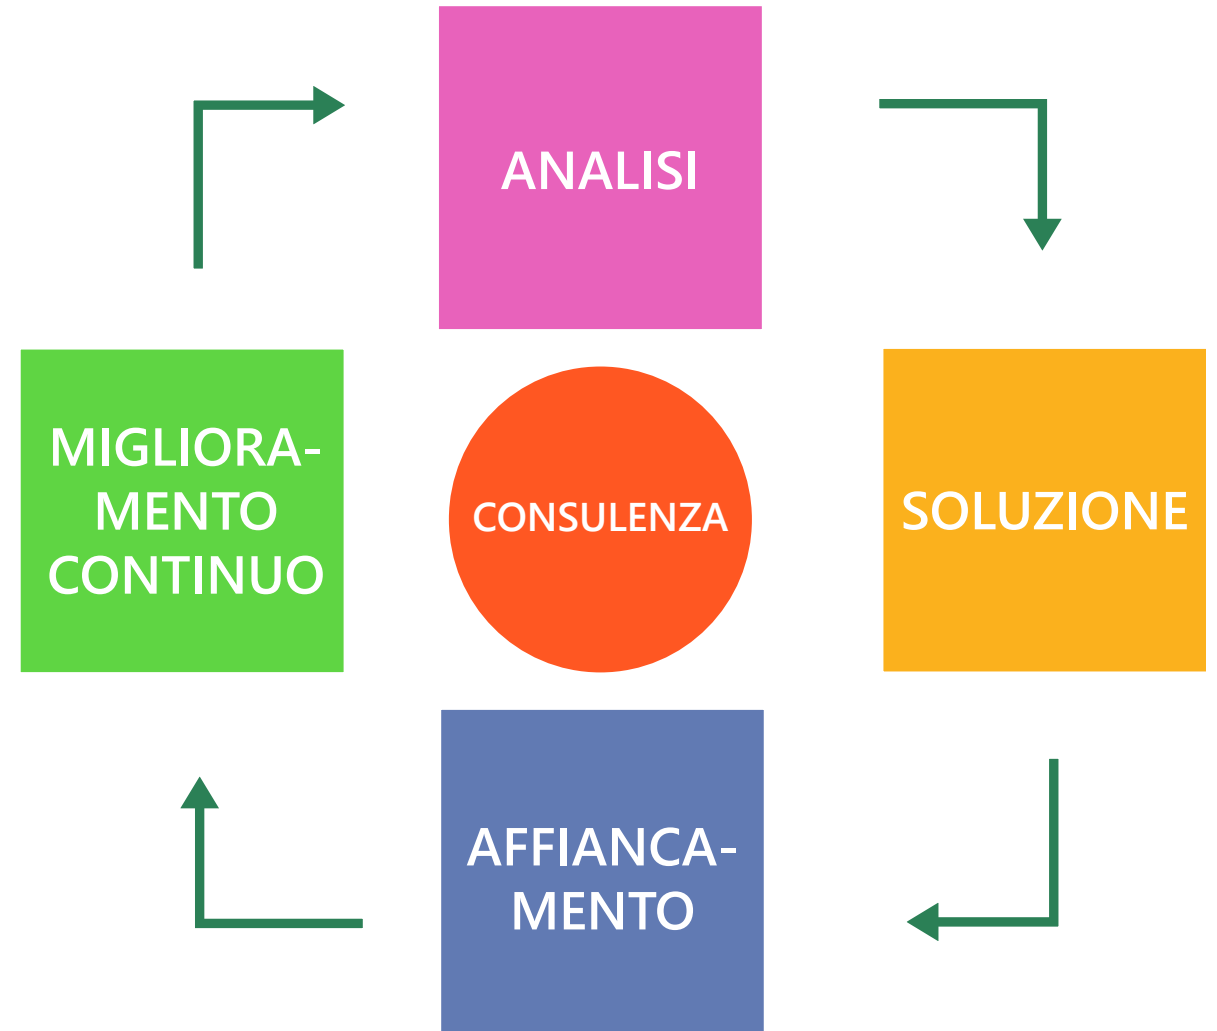 ANALISI
MIGLIORA-
MENTO
CONTINUO
CONSULENZA
SOLUZIONE
AFFIANCA-
MENTO